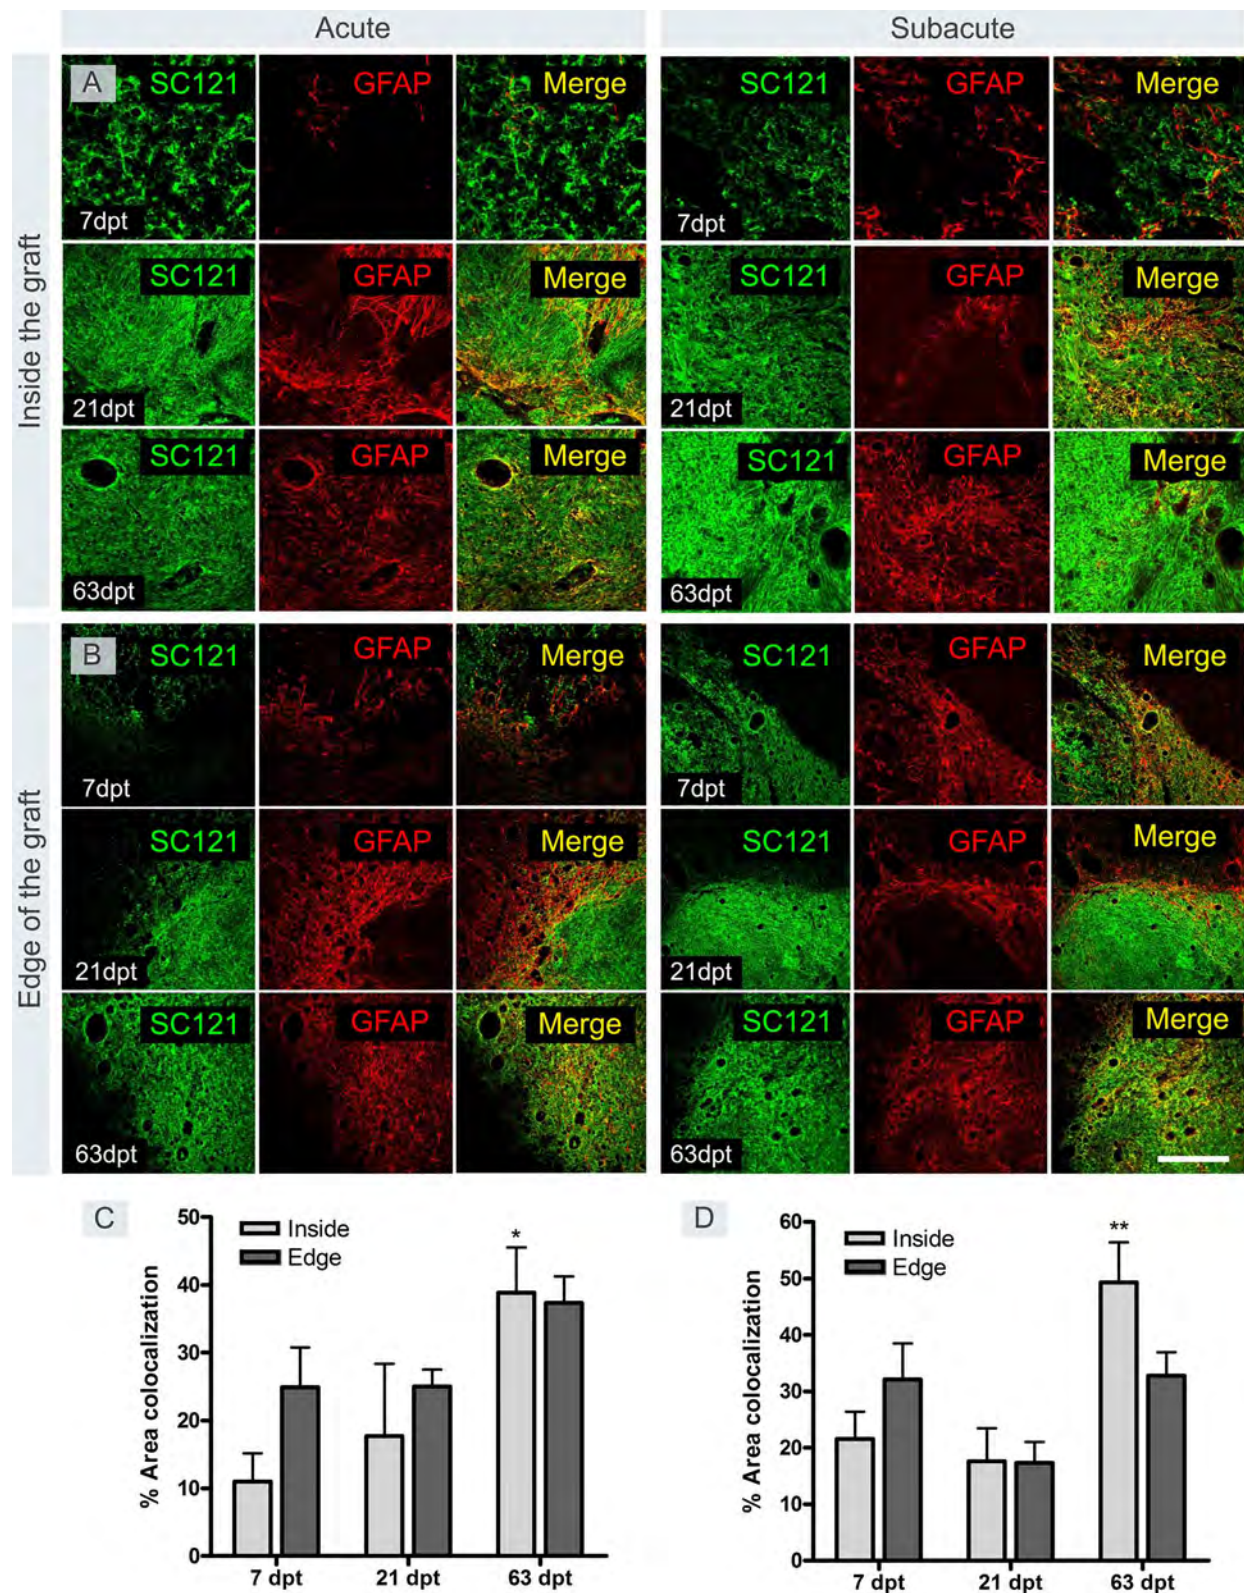 Acute Subacute
Inside the graft
A SC121 GFAP Merge SC121 GFAP Merge
7dpt 7dpt
SC121 GFAP Merge SC121 GFAP Merge
21dpt 21dpt
SC121 GFAP Merge SC121 GFAP Merge
63dpt 63dpt
Edge of the graft
B SC121 GFAP Merge SC121 GFAP Merge
7dpt 7dpt
SC121 GFAP Merge SC121 GFAP Merge
21dpt 21dpt
SC121 GFAP Merge SC121 GFAP Merge
63dpt 63dpt
C
% Area colocalization
50
40
30
20
10
0
Inside
Edge
*
7 dpt 21 dpt 63 dpt
D
% Area colocalization
60
50
40
30
20
10
0
Inside
Edge
**
7 dpt 21 dpt 63 dpt